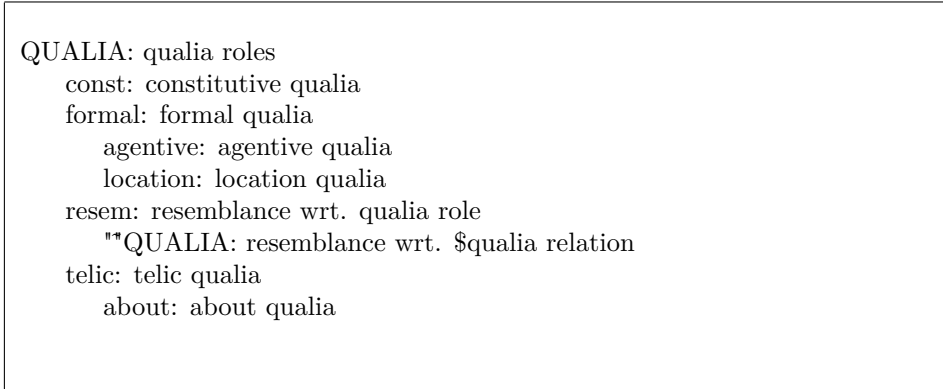 QUALIA: qualia roles
const: constitutive qualia
formal: formal qualia
agentive: agentive qualia
location: location qualia
resem: resemblance wrt. qualia role
"~"QUALIA: resemblance wrt. $qualia relation
telic: telic qualia
about: about qualia